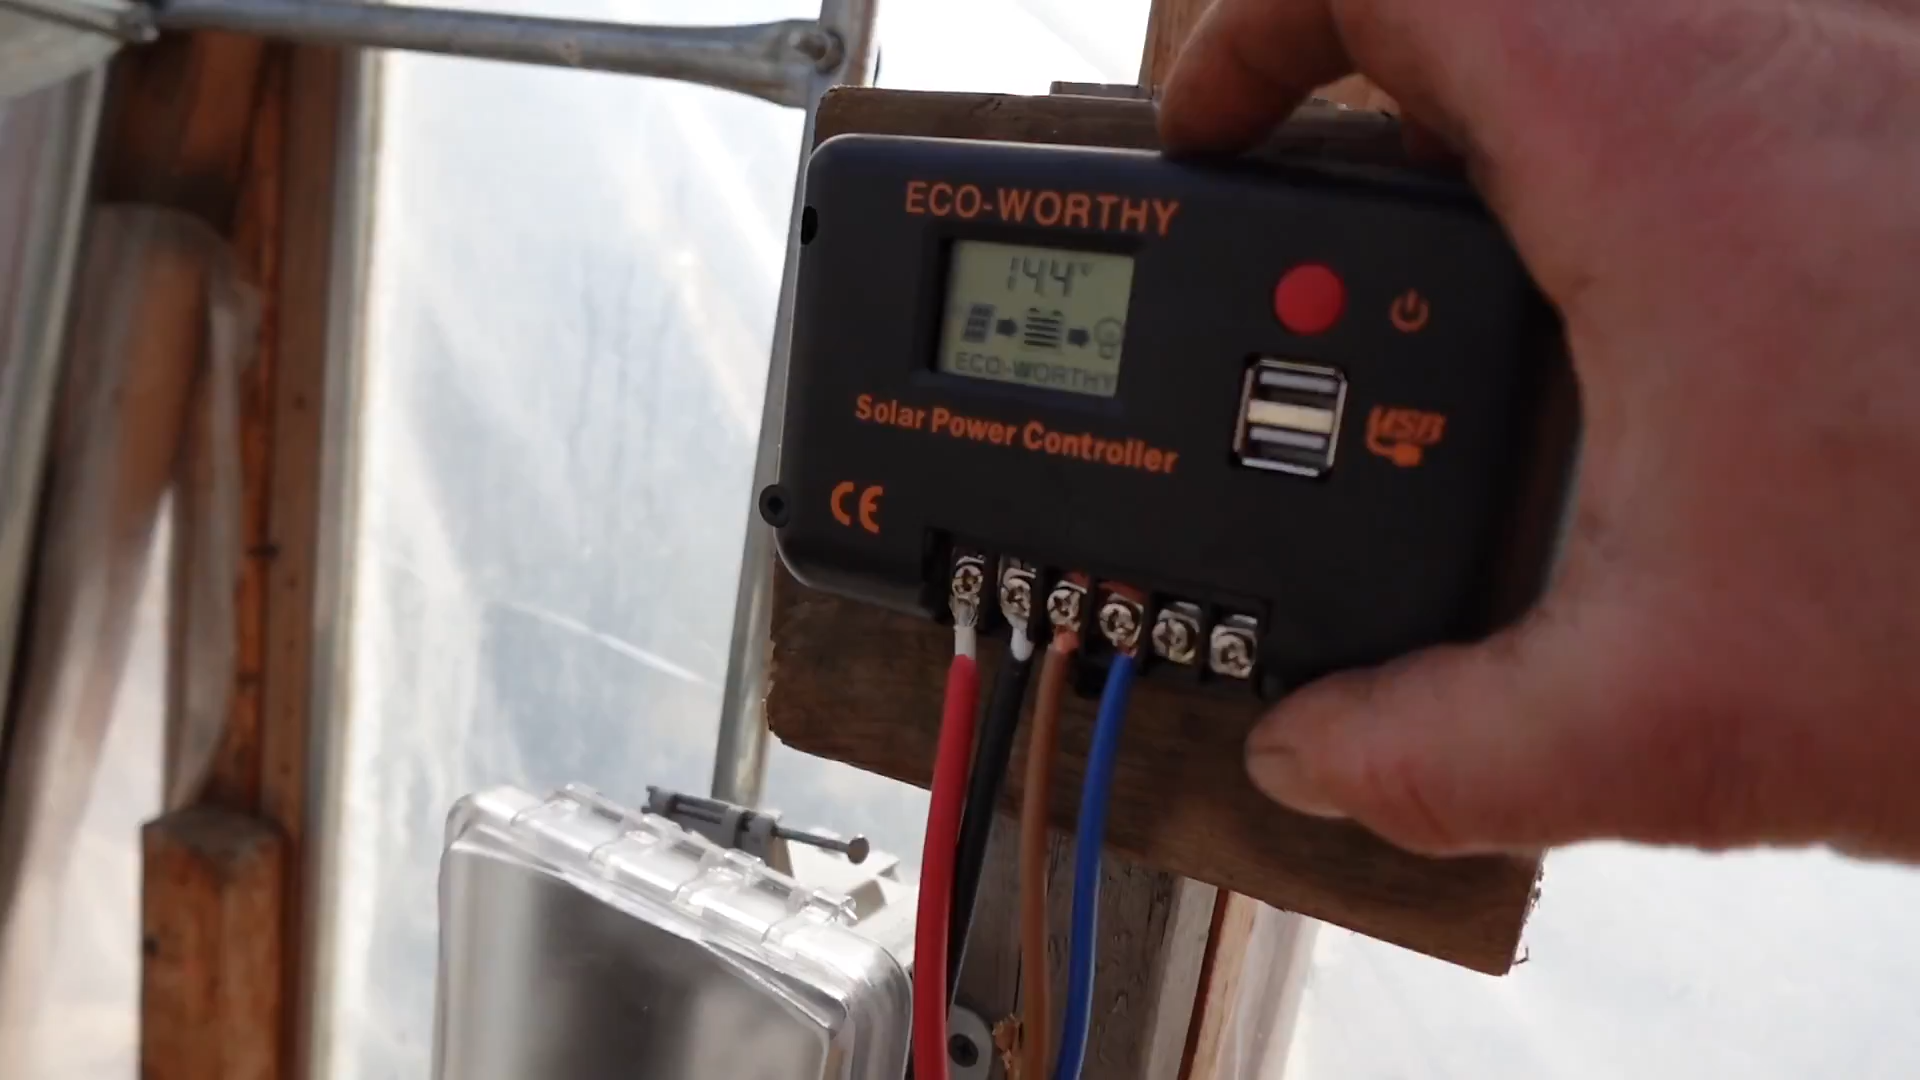 ECO-WORTHY
14.4V
ECO-WORTHY
Solar Power Controller
USB
CE